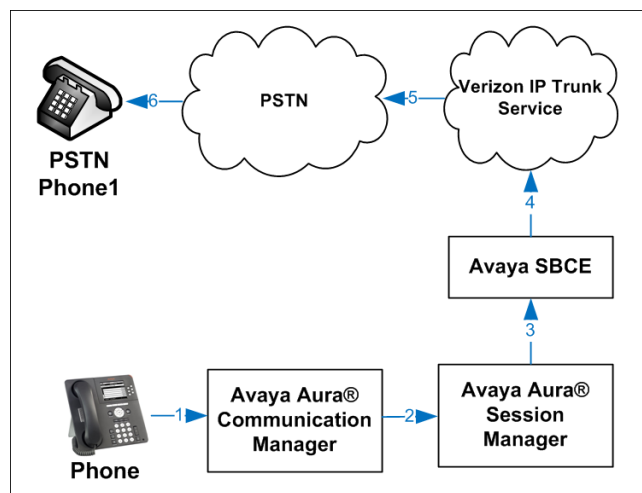 PSTN
Phone1
6
PSTN
5
Verizon IP Trunk
Service
4
Avaya SBCE
3
Phone
1
Avaya Aura®
Communication
Manager
2
Avaya Aura®
Session
Manager